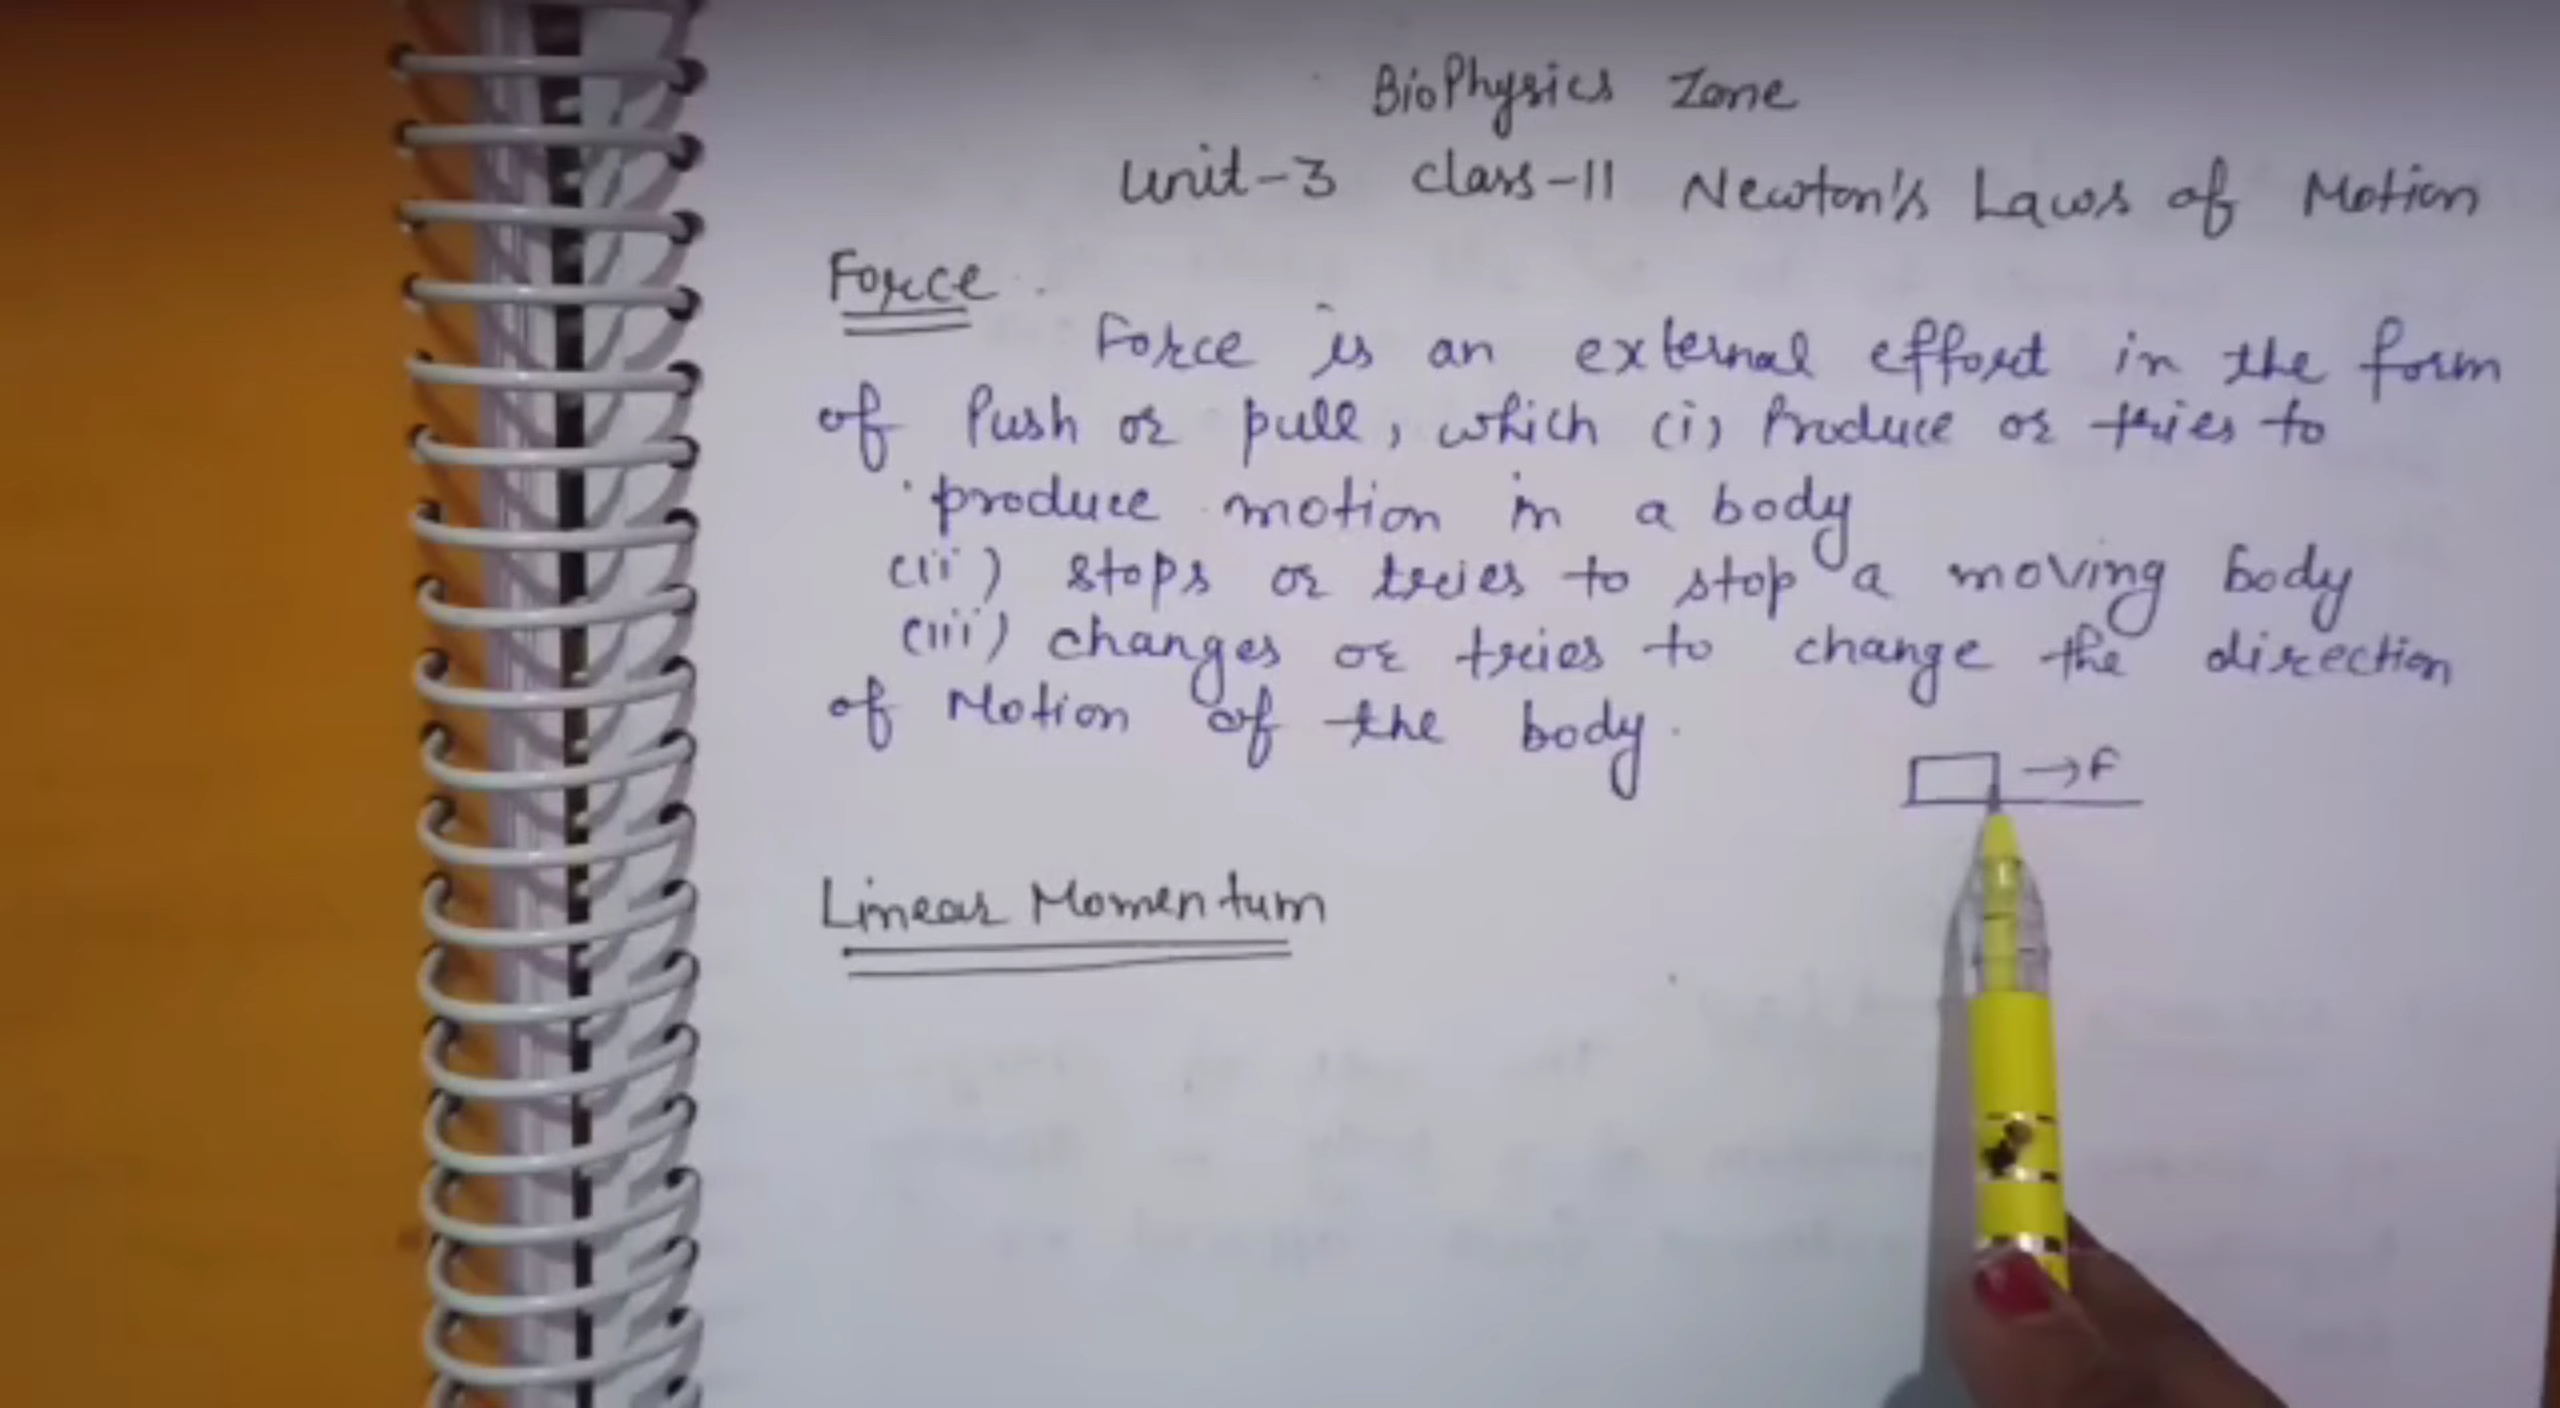 BioPhysics Zone
Unit-3 Class-11 Newton's Laws of Motion
Force
Force is an external effort in the form
of Push or pull, which (i) Produce or tries to
produce motion in a body
(ii) stops or tries to stop a moving body
(iii) changes or tries to change the direction
of Motion of the body.
→F
Linear Momentum